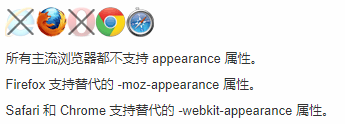 所有主流浏览器都不支持 appearance 属性。
Firefox 支持替代的 -moz-appearance 属性。
Safari 和 Chrome 支持替代的 -webkit-appearance 属性。